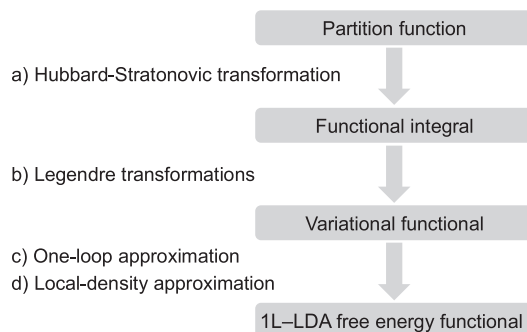 Partition function
a) Hubbard-Stratonovic transformation
Functional integral
b) Legendre transformations
Variational functional
c) One-loop approximation
d) Local-density approximation
1L–LDA free energy functional